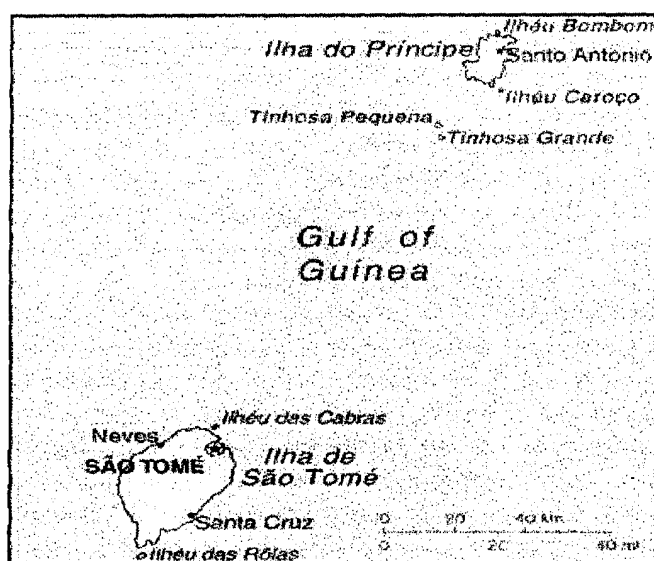 Ilhéu Bombom
Ilha do Príncipe
Santo António
Ilhéu Caroço
Tinhosa Pequena
Tinhosa Grande
Gulf of
Guinea
Ilhéu das Cabras
Neves
SÃO TOMÉ
Ilha de
São Tomé
Santa Cruz
Ilhéu das Rôlas
0 20 40 km
0 20 40 mi